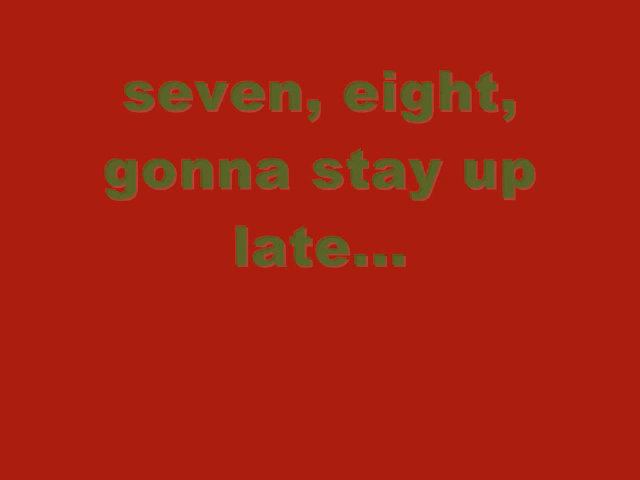 seven, eight,
gonna stay up
late...